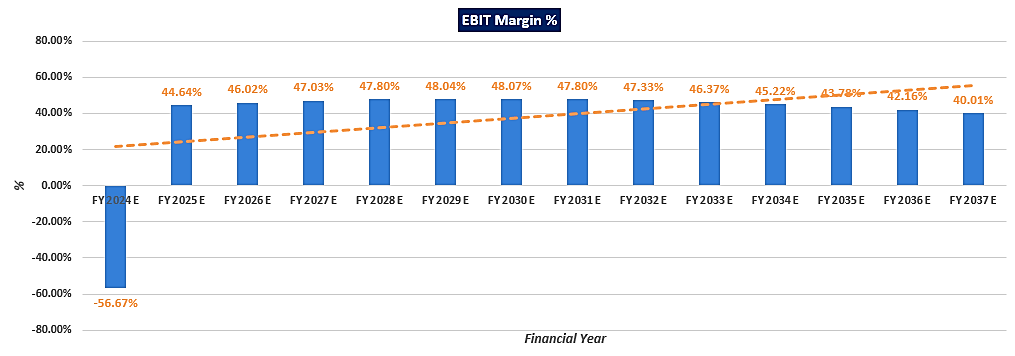 EBIT Margin %
80.00%
60.00%
40.00%
20.00%
0.00%
-20.00%
-40.00%
-60.00%
-80.00%
%
44.64%
46.02%
47.03%
47.80%
48.04%
48.07%
47.80%
47.33%
46.37%
45.22%
43.78%
42.16%
40.01%
-56.67%
FY 2024 E
FY 2025 E
FY 2026 E
FY 2027 E
FY 2028 E
FY 2029 E
FY 2030 E
FY 2031 E
FY 2032 E
FY 2033 E
FY 2034 E
FY 2035 E
FY 2036 E
FY 2037 E
Financial Year